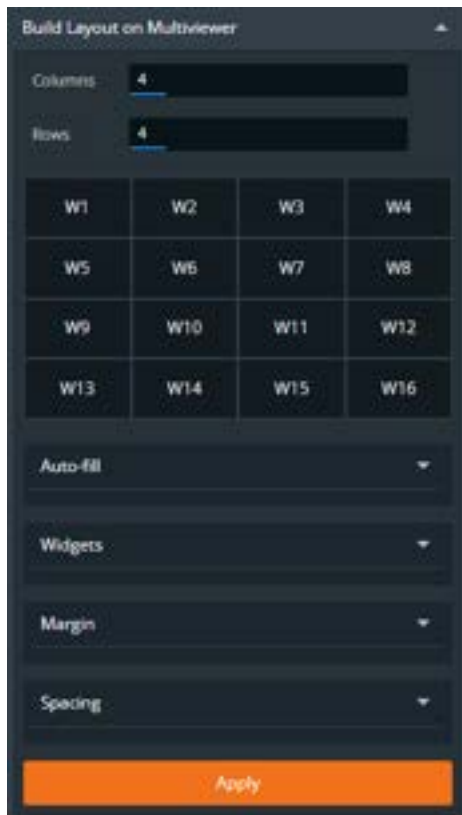 Build Layout on Multiviewer
Columns 4
Rows 4
W1 W2 W3 W4
W5 W6 W7 W8
W9 W10 W11 W12
W13 W14 W15 W16
Auto-fill
Widgets
Margin
Spacing
Apply